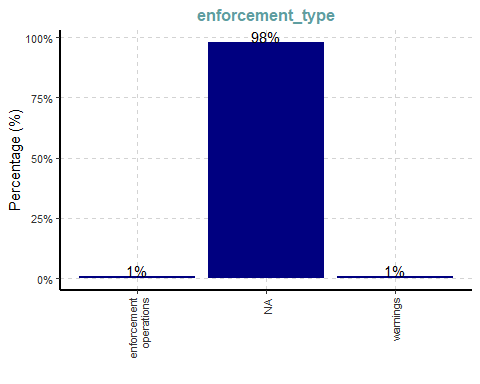 enforcement_type
Percentage (%)
100%
75%
50%
25%
0%
1%
98%
1%
enforcement
operations
NA
warnings